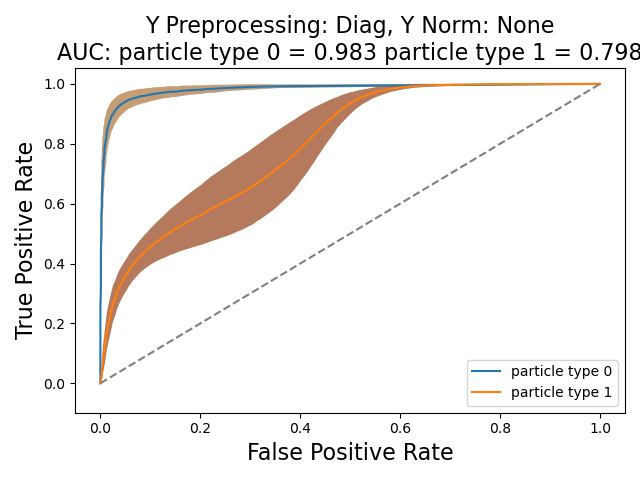 Y Preprocessing: Diag, Y Norm: None
AUC: particle type 0 = 0.983 particle type 1 = 0.798
True Positive Rate
1.0
0.8
0.6
0.4
0.2
0.0
0.0 0.2 0.4 0.6 0.8 1.0
False Positive Rate
particle type 0
particle type 1